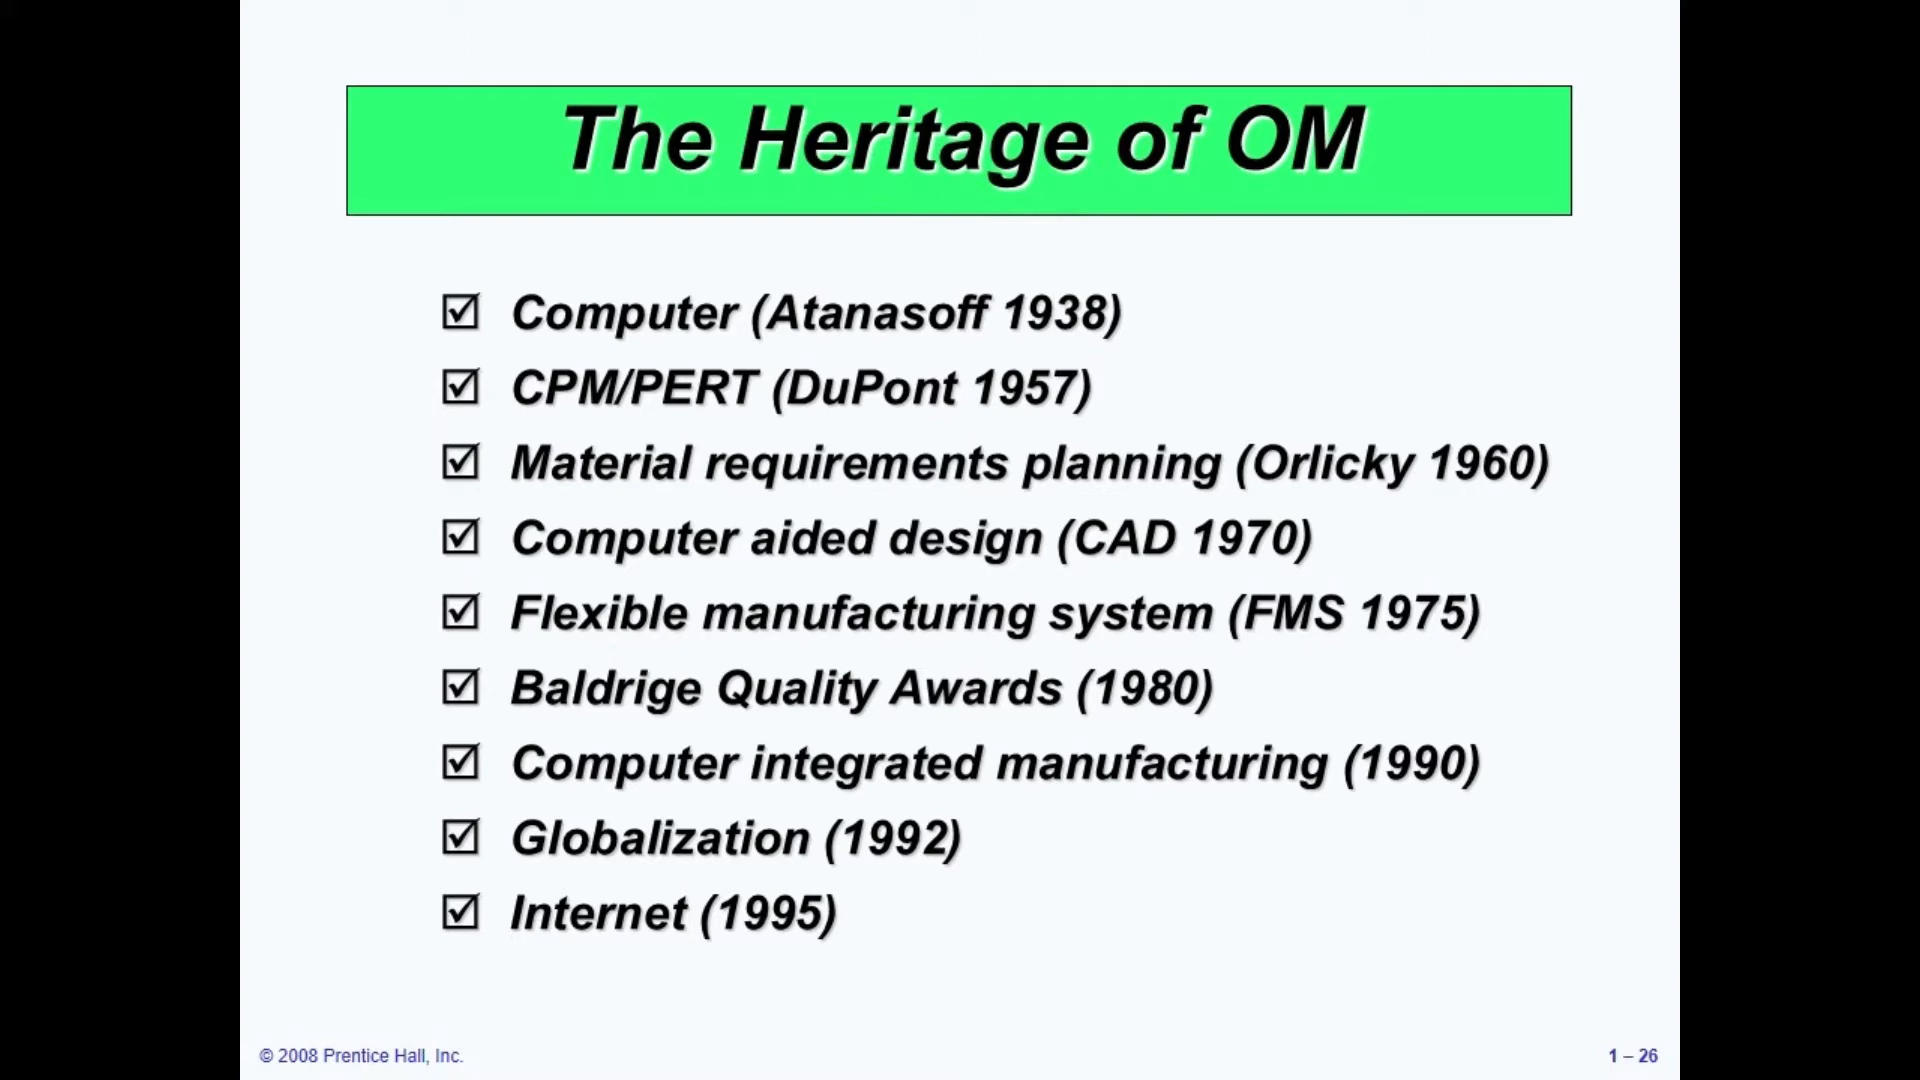 The Heritage of OM
Computer (Atanasoff 1938)
CPM/PERT (DuPont 1957)
Material requirements planning (Orlicky 1960)
Computer aided design (CAD 1970)
Flexible manufacturing system (FMS 1975)
Baldrige Quality Awards (1980)
Computer integrated manufacturing (1990)
Globalization (1992)
Internet (1995)
© 2008 Prentice Hall, Inc.
1 – 26